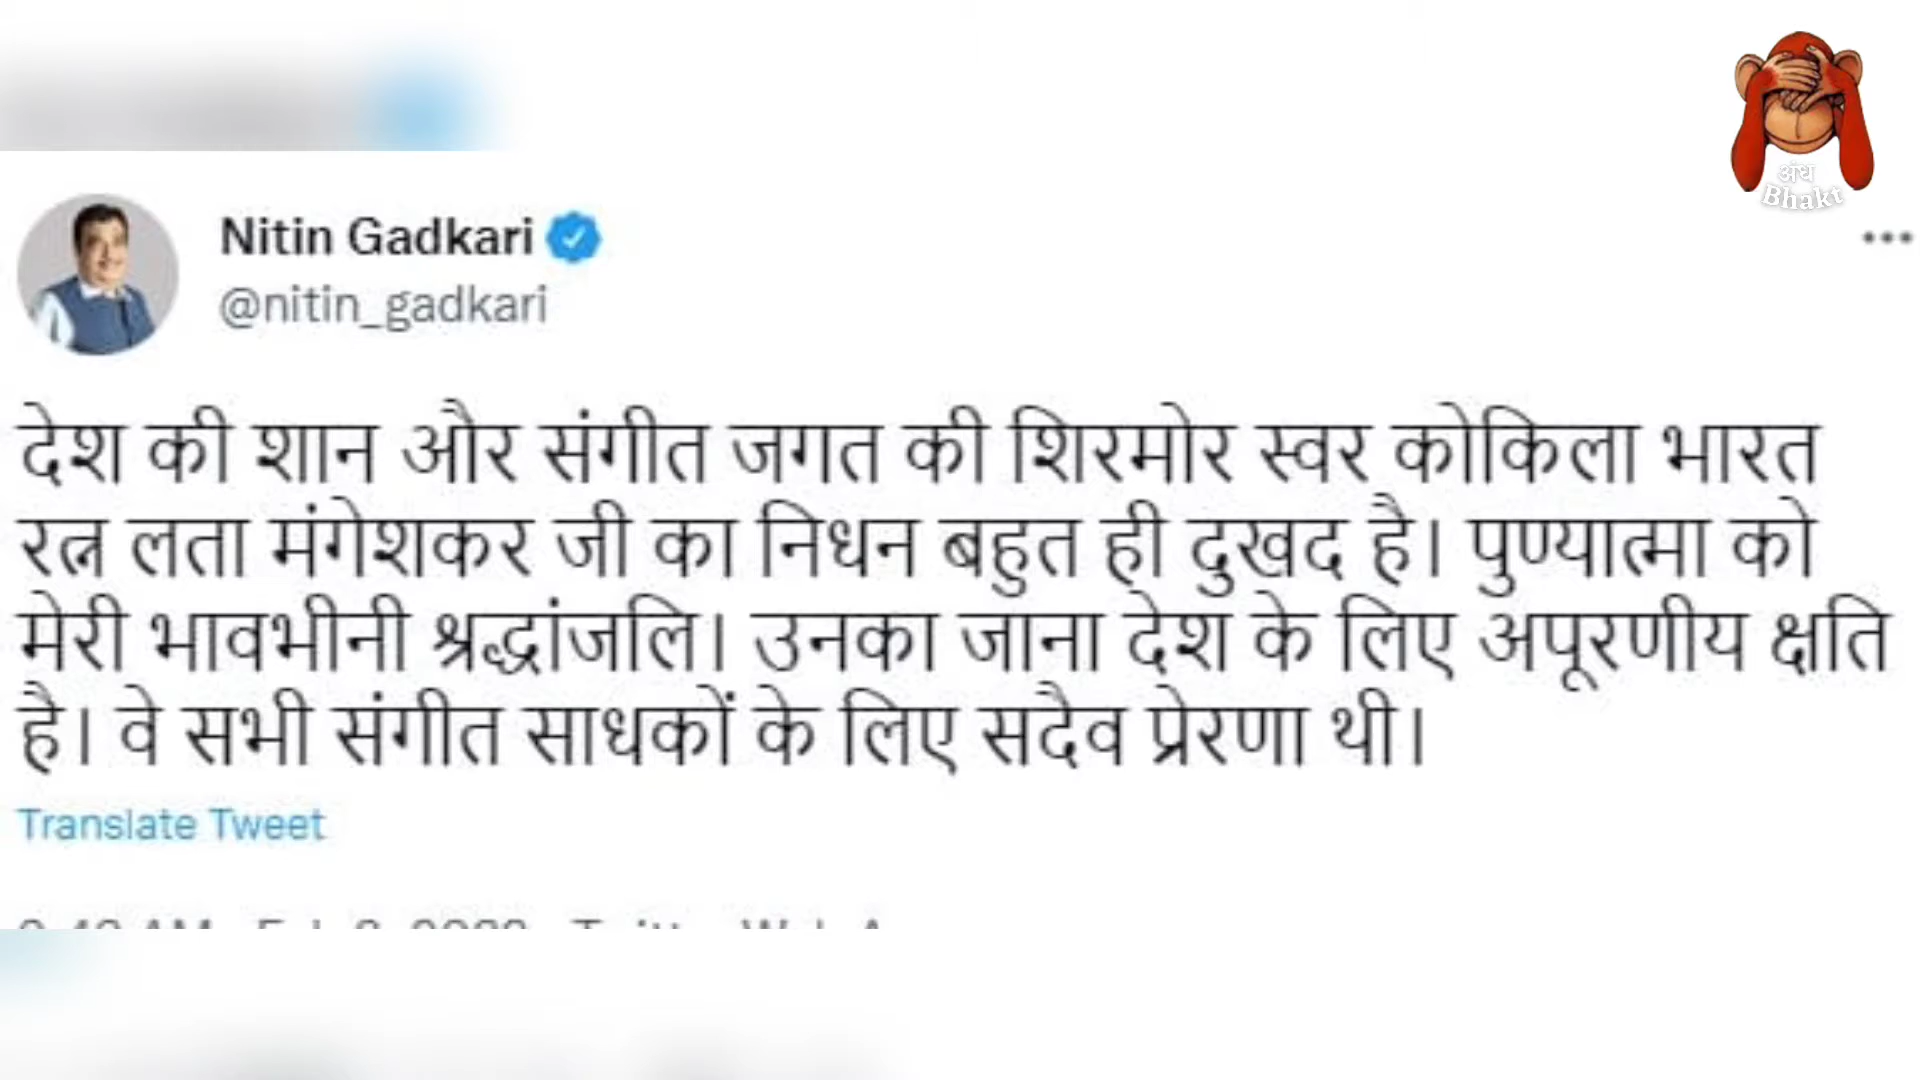 अंध
Bhakt
Nitin Gadkari
@nitin_gadkari
देश की शान और संगीत जगत की शिरमोर स्वर कोकिला भारत
रत्न लता मंगेशकर जी का निधन बहुत ही दुखद है। पुण्यात्मा को
मेरी भावभीनी श्रद्धांजलि। उनका जाना देश के लिए अपूरणीय क्षति
है। वे सभी संगीत साधकों के लिए सदैव प्रेरणा थी।
Translate Tweet